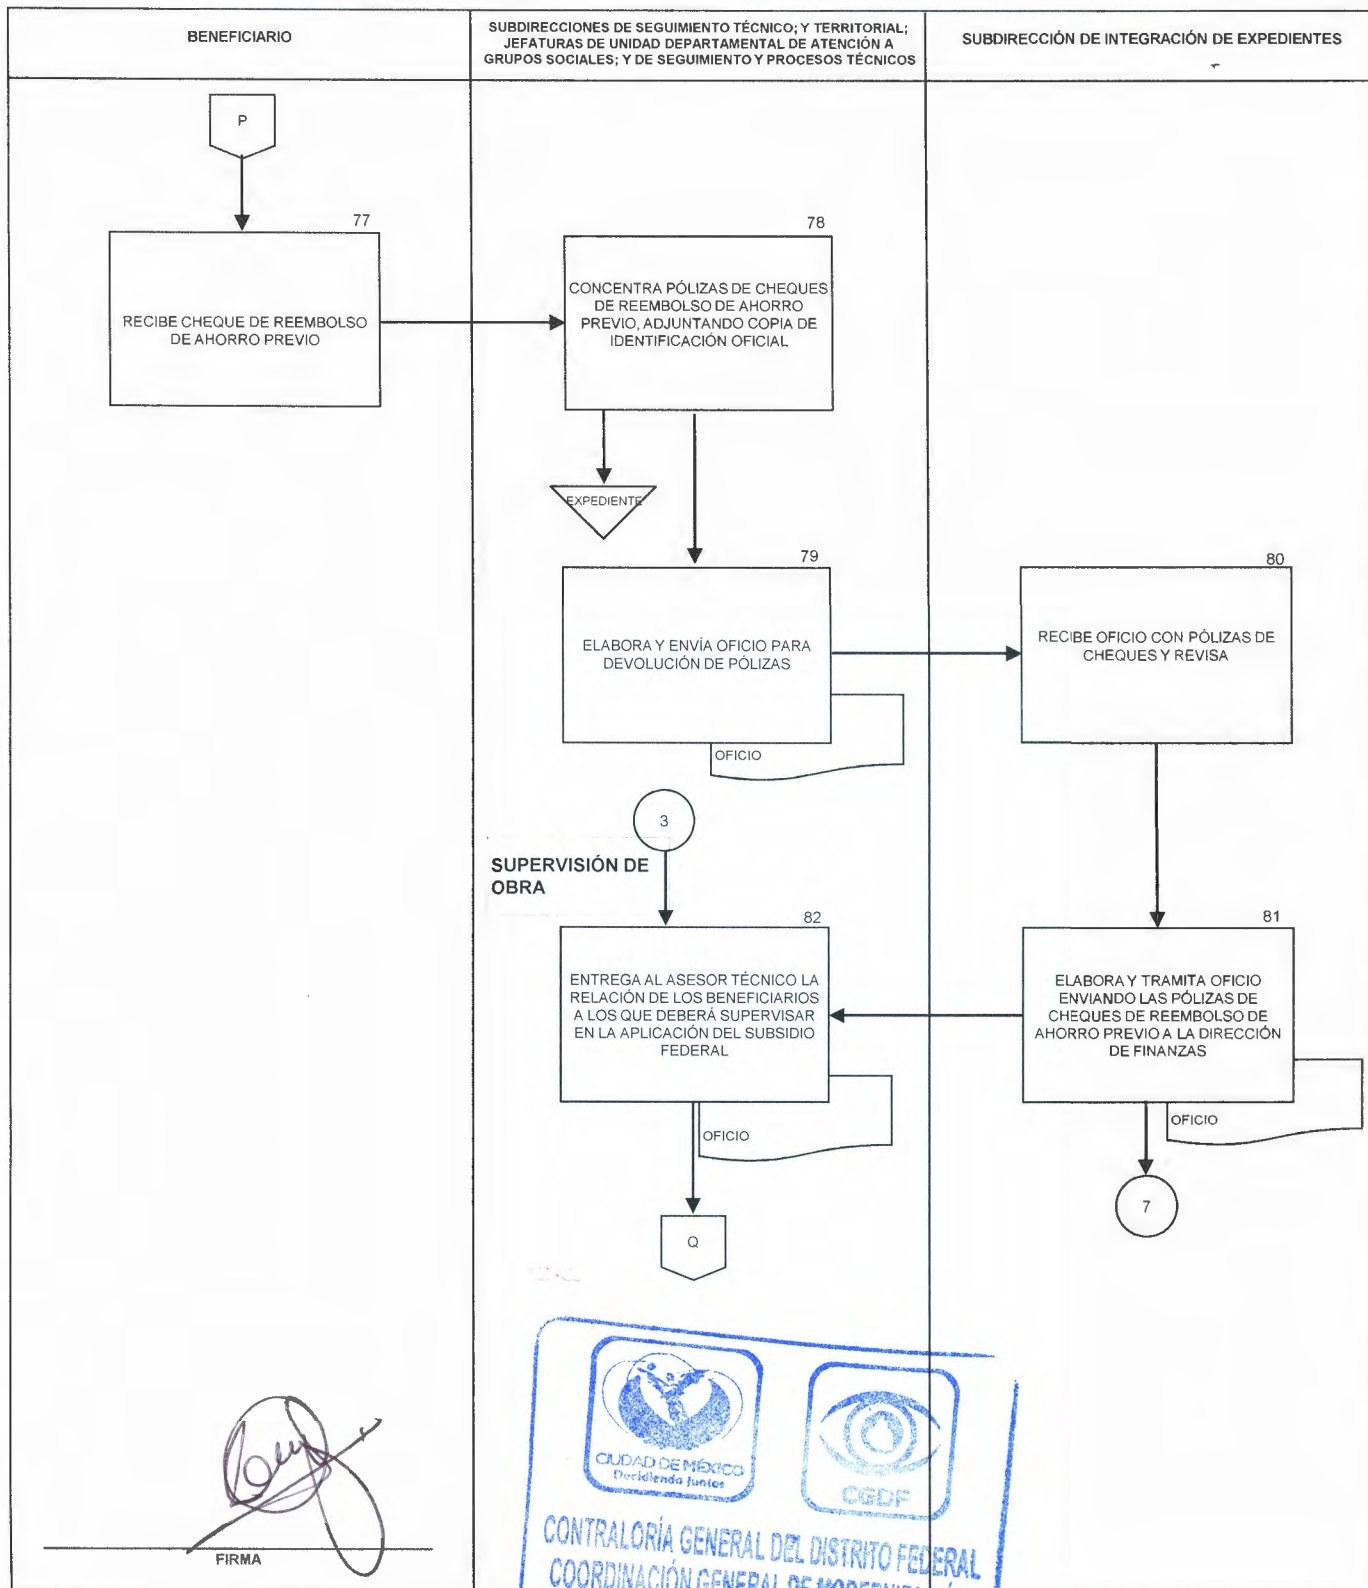 BENEFICIARIO
SUBDIRECCIONES DE SEGUIMIENTO TÉCNICO; Y TERRITORIAL;
JEFATURAS DE UNIDAD DEPARTAMENTAL DE ATENCIÓN A
GRUPOS SOCIALES; Y DE SEGUIMIENTO Y PROCESOS TÉCNICOS
SUBDIRECCIÓN DE INTEGRACIÓN DE EXPEDIENTES
P
77
RECIBE CHEQUE DE REEMBOLSO
DE AHORRO PREVIO
78
CONCENTRA PÓLIZAS DE CHEQUES
DE REEMBOLSO DE AHORRO
PREVIO, ADJUNTANDO COPIA DE
IDENTIFICACIÓN OFICIAL
EXPEDIENTE
79
ELABORA Y ENVÍA OFICIO PARA
DEVOLUCIÓN DE PÓLIZAS
OFICIO
80
RECIBE OFICIO CON PÓLIZAS DE
CHEQUES Y REVISA
3
SUPERVISIÓN DE
OBRA
82
ENTREGA AL ASESOR TÉCNICO LA
RELACIÓN DE LOS BENEFICIARIOS
A LOS QUE DEBERÁ SUPERVISAR
EN LA APLICACIÓN DEL SUBSIDIO
FEDERAL
OFICIO
81
ELABORA Y TRAMITA OFICIO
ENVIANDO LAS PÓLIZAS DE
CHEQUES DE REEMBOLSO DE
AHORRO PREVIO A LA DIRECCIÓN
DE FINANZAS
OFICIO
7
Q
CIUDAD DE MÉXICO
Decidiendo Juntos
CGDF
CONTRALORÍA GENERAL DEL DISTRITO FEDERAL
COORDINACIÓN GENERAL DE
FIRMA